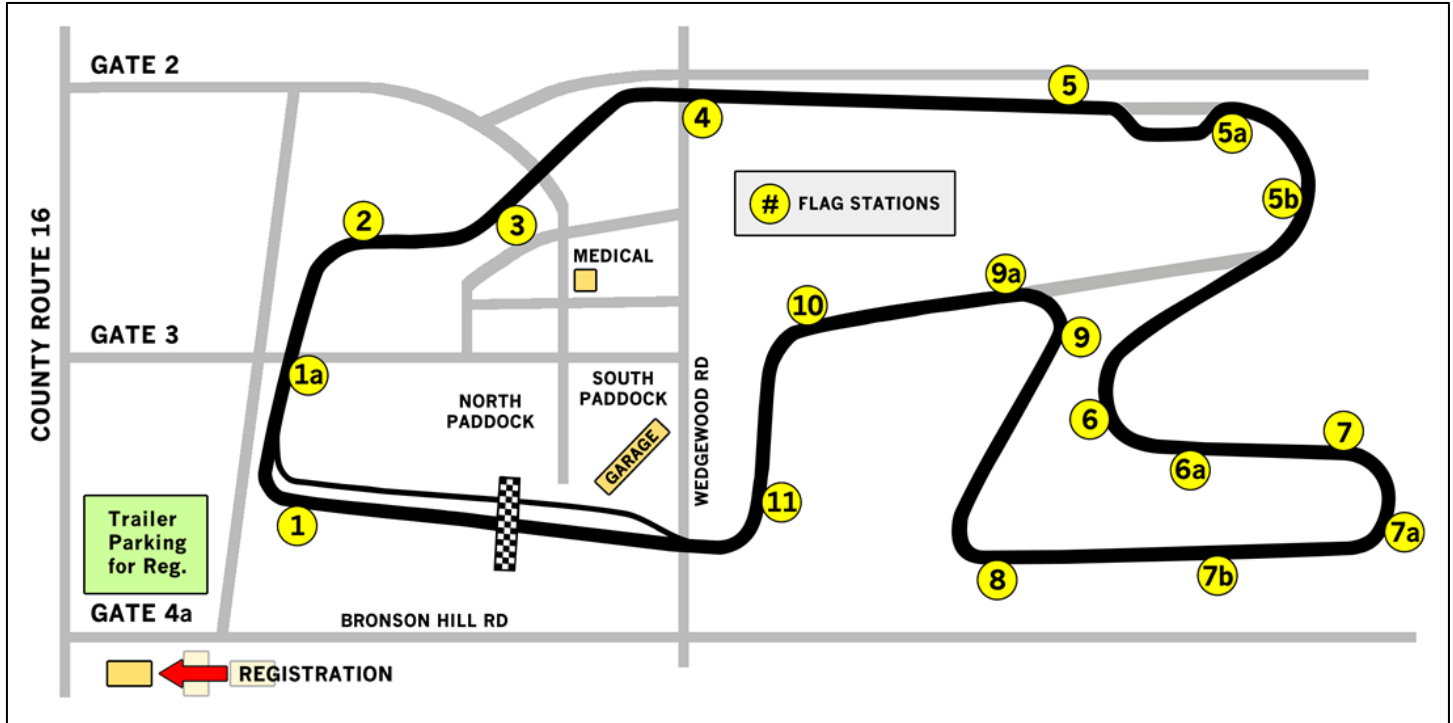 GATE 2
5
4
5a
5b
# FLAG STATIONS
2
3
MEDICAL
9a
10
9
COUNTY ROUTE 16
GATE 3
1a
SOUTH
PADDOCK
NORTH
PADDOCK
WEDGEWOOD RD
GARAGE
6
7
6a
11
1
7a
7b
8
Trailer
Parking
for Reg.
GATE 4a
BRONSON HILL RD
REGISTRATION